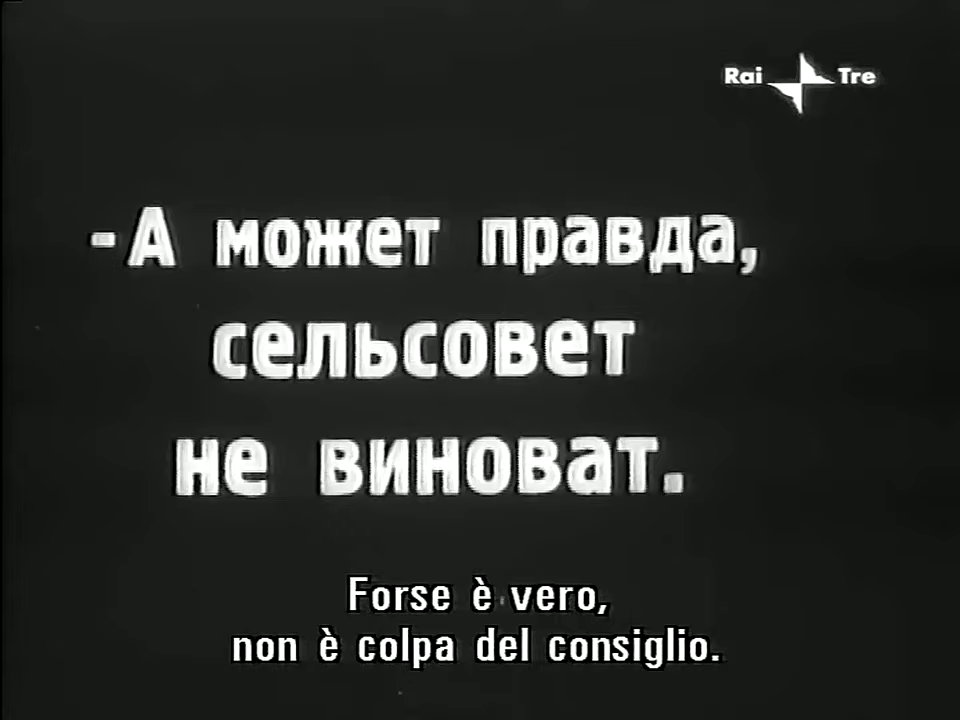 Rai Tre
-А может правда,
сельсовет
не виноват.
Forse è vero,
non è colpa del consiglio.